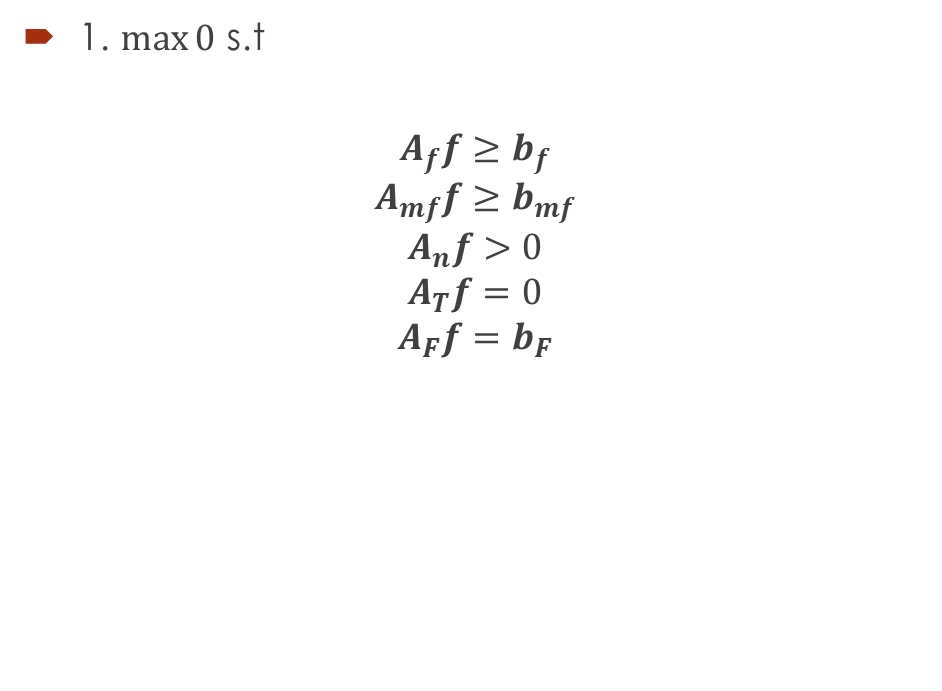 1. max 0 s.t
A_f f ≥ b_f
A_mf f ≥ b_mf
A_n f > 0
A_T f = 0
A_F f = b_F